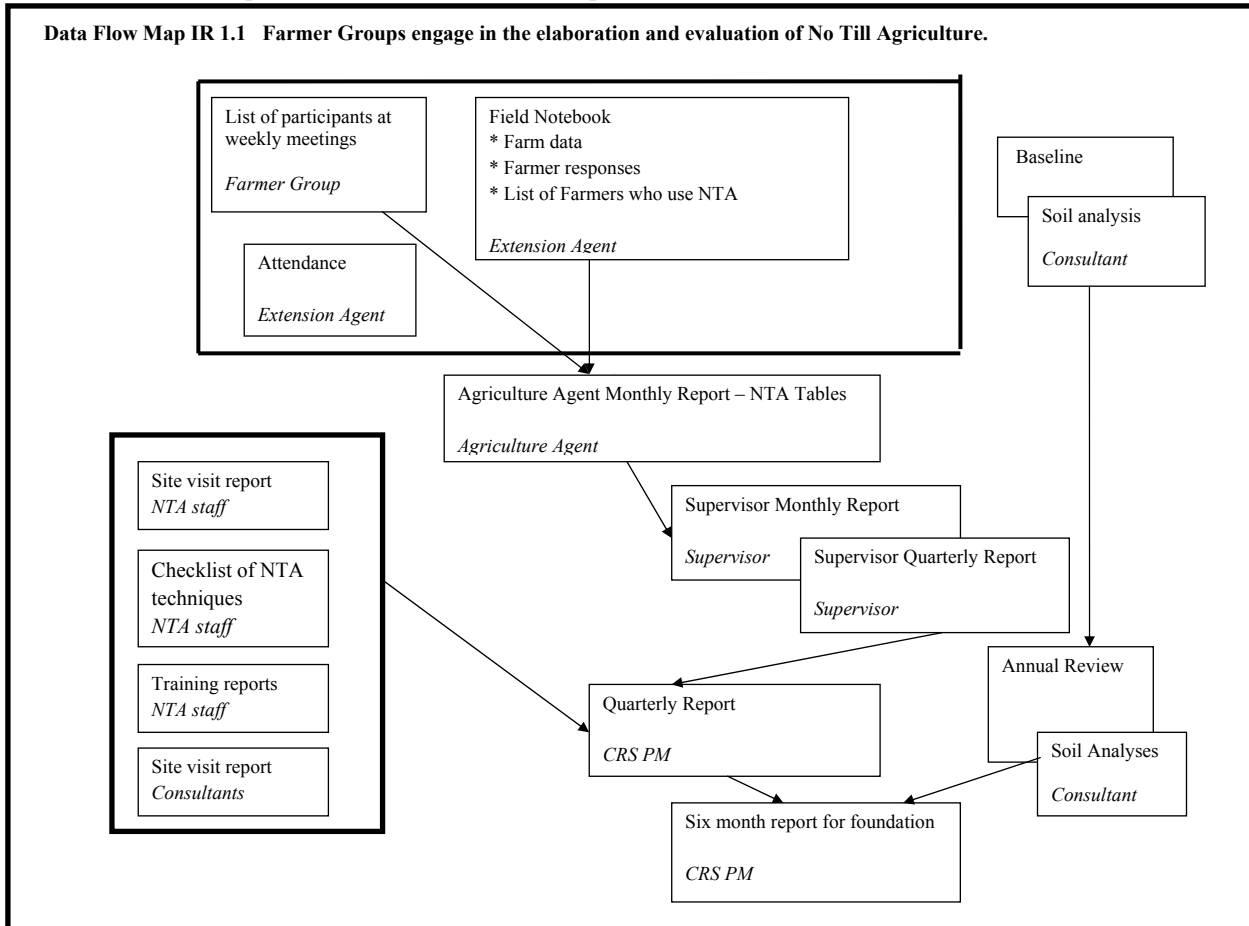 Data Flow Map IR 1.1 Farmer Groups engage in the elaboration and evaluation of No Till Agriculture.
List of participants at
weekly meetings
Farmer Group
Field Notebook
* Farm data
* Farmer responses
* List of Farmers who use NTA
Extension Agent
Baseline
Soil analysis
Consultant
Attendance
Extension Agent
Agriculture Agent Monthly Report – NTA Tables
Agriculture Agent
Site visit report
NTA staff
Checklist of NTA
techniques
NTA staff
Training reports
NTA staff
Site visit report
Consultants
Supervisor Monthly Report
Supervisor
Supervisor Quarterly Report
Supervisor
Annual Review
Soil Analyses
Consultant
Quarterly Report
CRS PM
Six month report for foundation
CRS PM